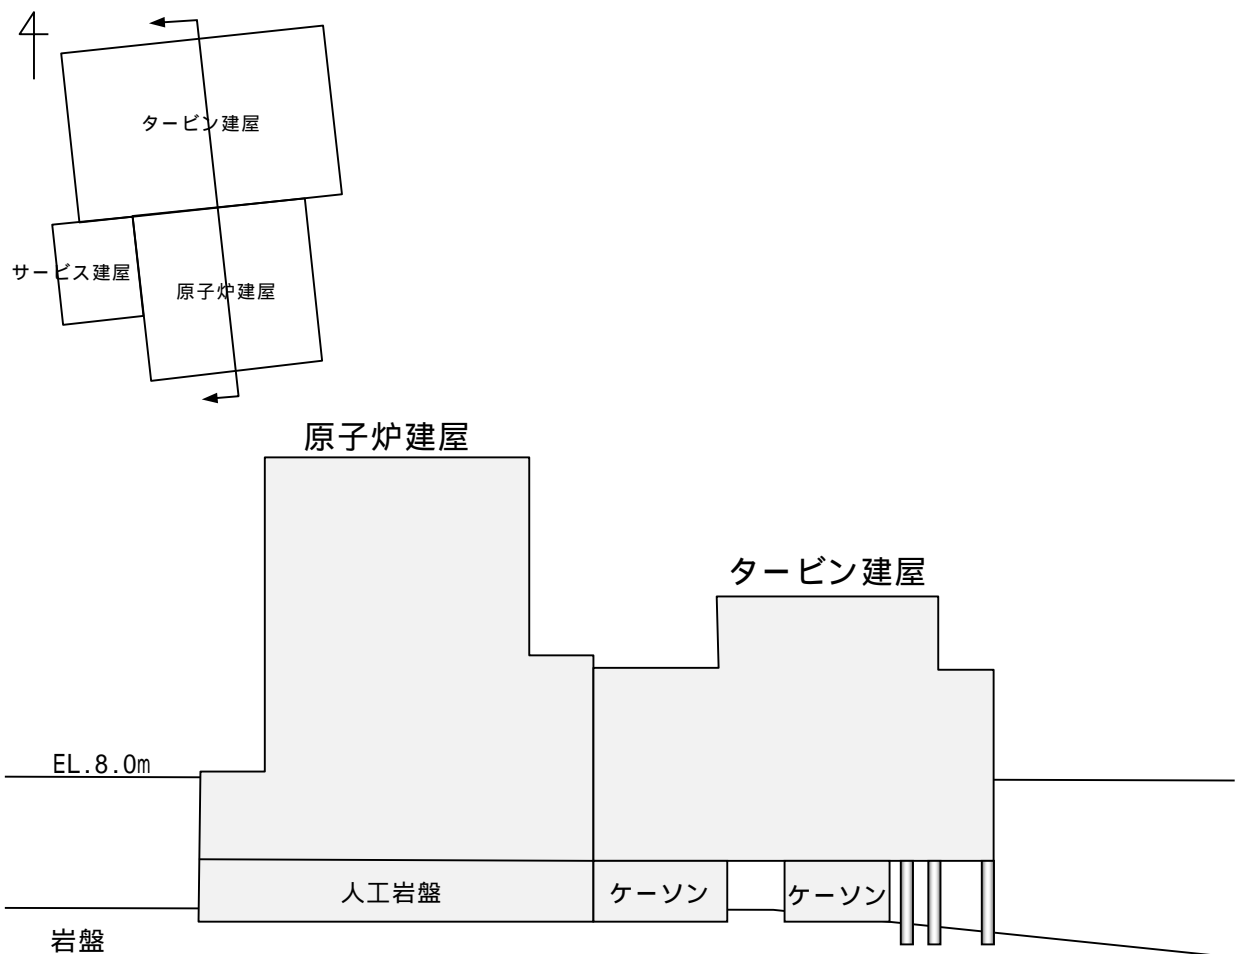 タービン建屋
サービス建屋
原子炉建屋
原子炉建屋
タービン建屋
EL.8.0m
人工岩盤
ケーソン
ケーソン
岩盤